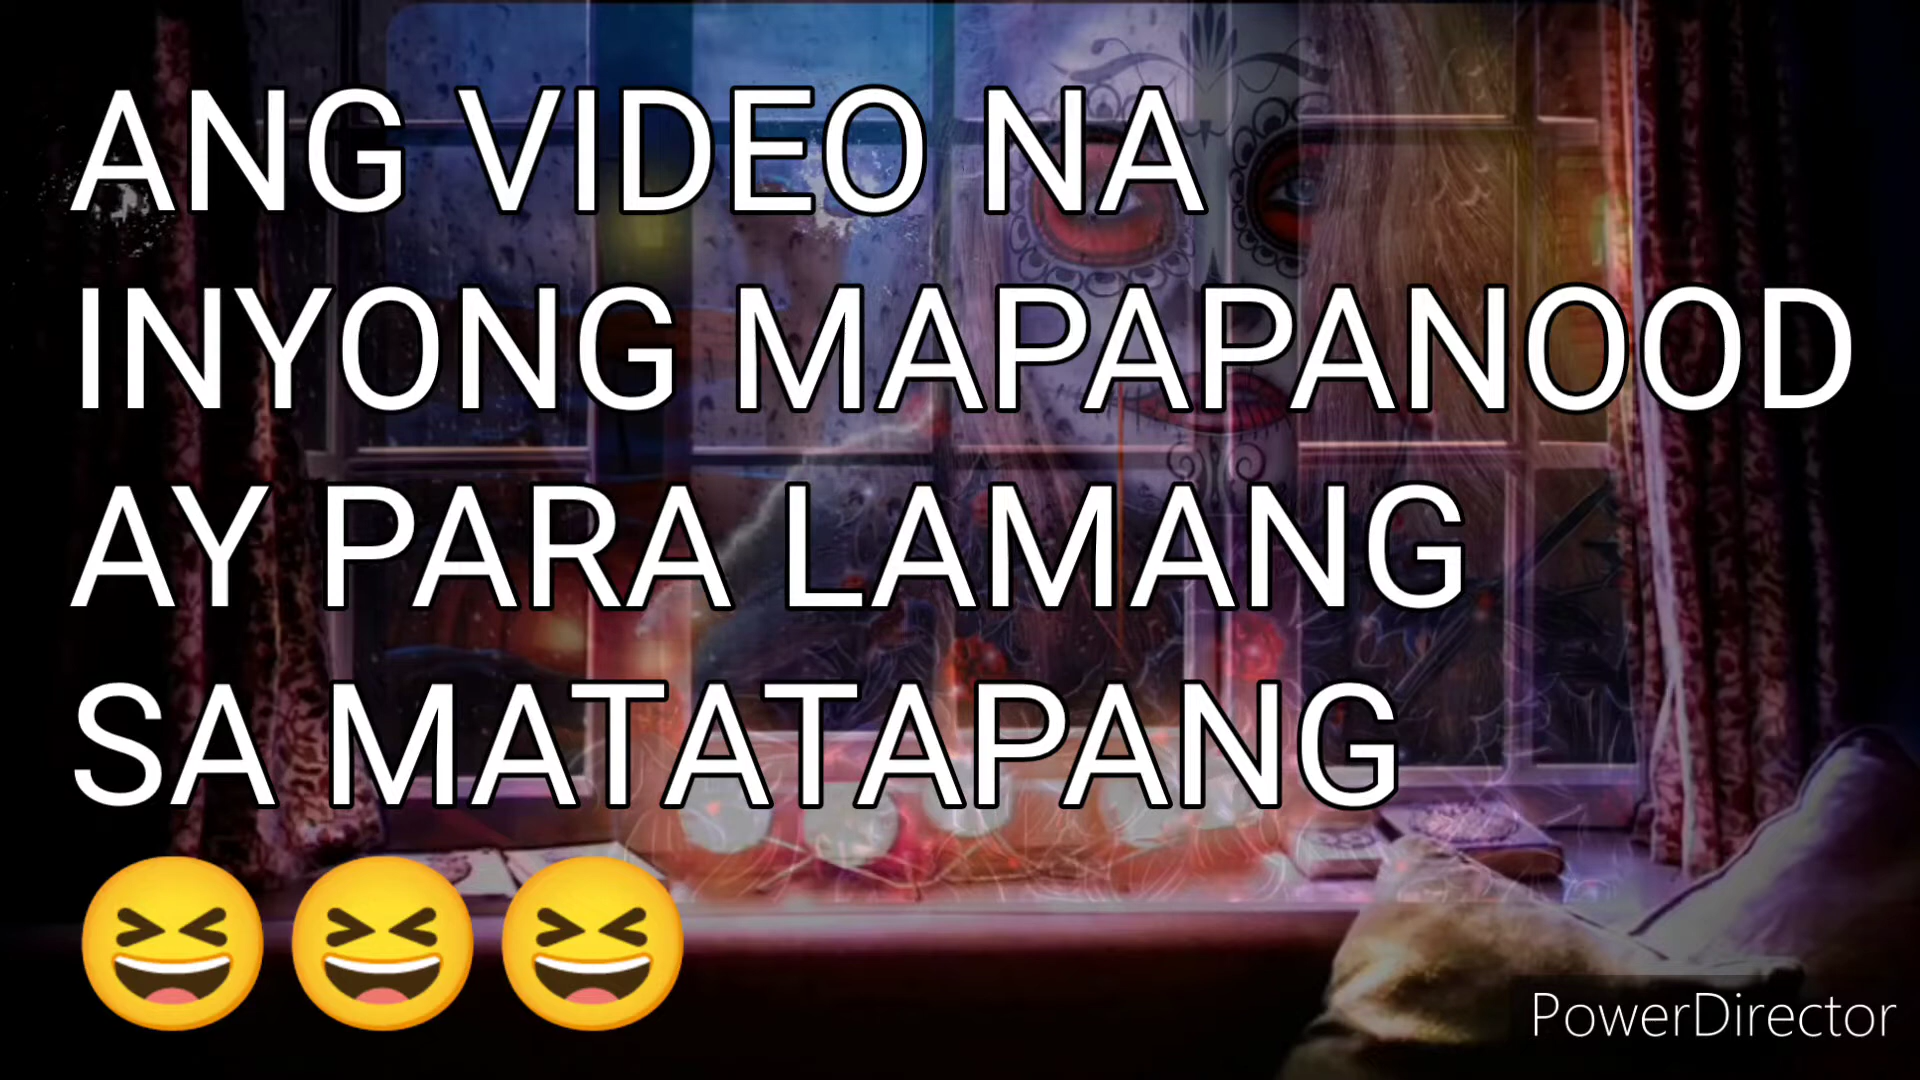 ANG VIDEO NA
INYONG MAPAPANOOD
AY PARA LAMANG
SA MATATAPANG
😆😆😆
PowerDirector